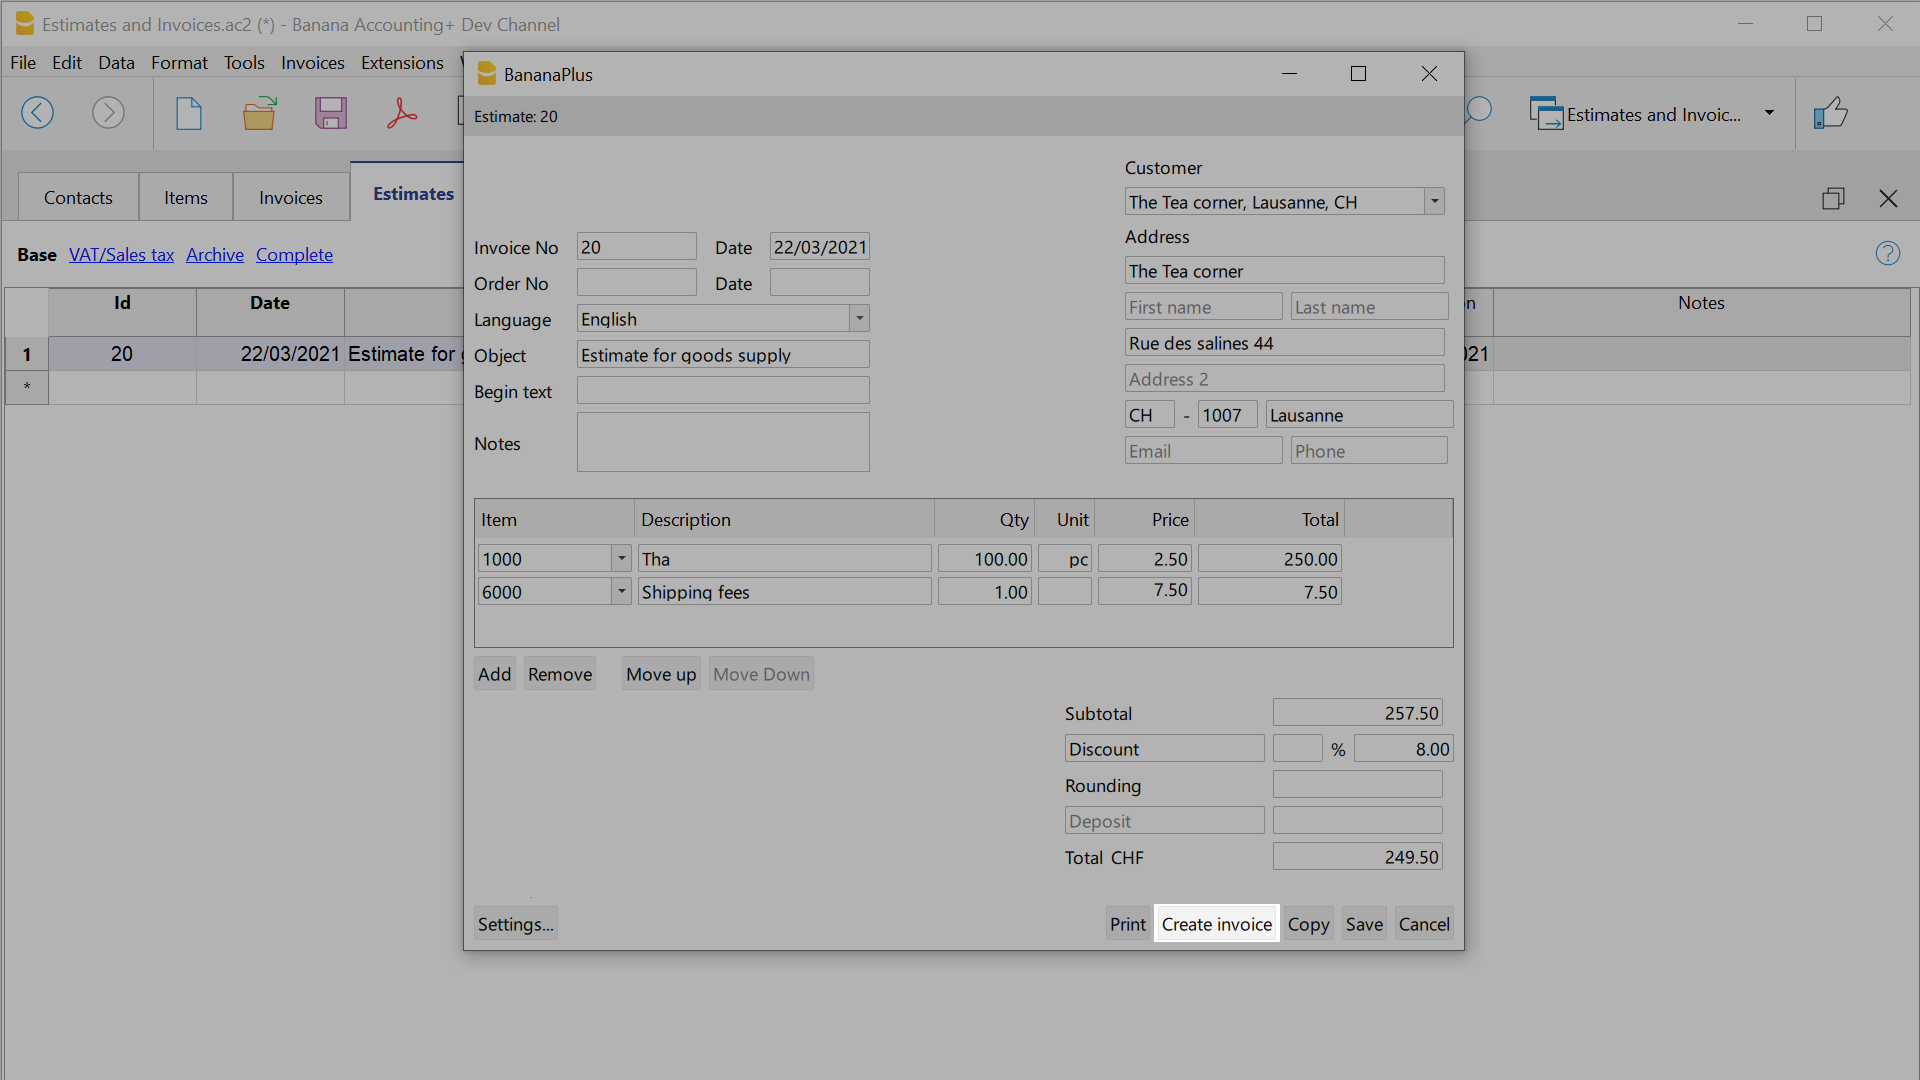 Estimates and Invoices.ac2 (*) - Banana Accounting+ Dev Channel
File Edit Data Format Tools Invoices Extensions
BananaPlus
Estimate: 20
Estimates and Invoic...
Contacts Items Invoices Estimates
Base VAT/Sales tax Archive Complete
?
Id Date Notes
1 20 22/03/2021 Estimate for 021
*
Customer
The Tea corner, Lausanne, CH
Address
The Tea corner
First name Last name
Rue des salines 44
Address 2
CH - 1007 Lausanne
Email Phone
Invoice No 20 Date 22/03/2021
Order No Date
Language English
Object Estimate for goods supply
Begin text
Notes
Item Description Qty Unit Price Total
1000 Tha 100.00 pc 2.50 250.00
6000 Shipping fees 1.00 7.50 7.50
Add Remove Move up Move Down
Subtotal 257.50
Discount % 8.00
Rounding
Deposit
Total CHF 249.50
Settings... Print Create invoice Copy Save Cancel